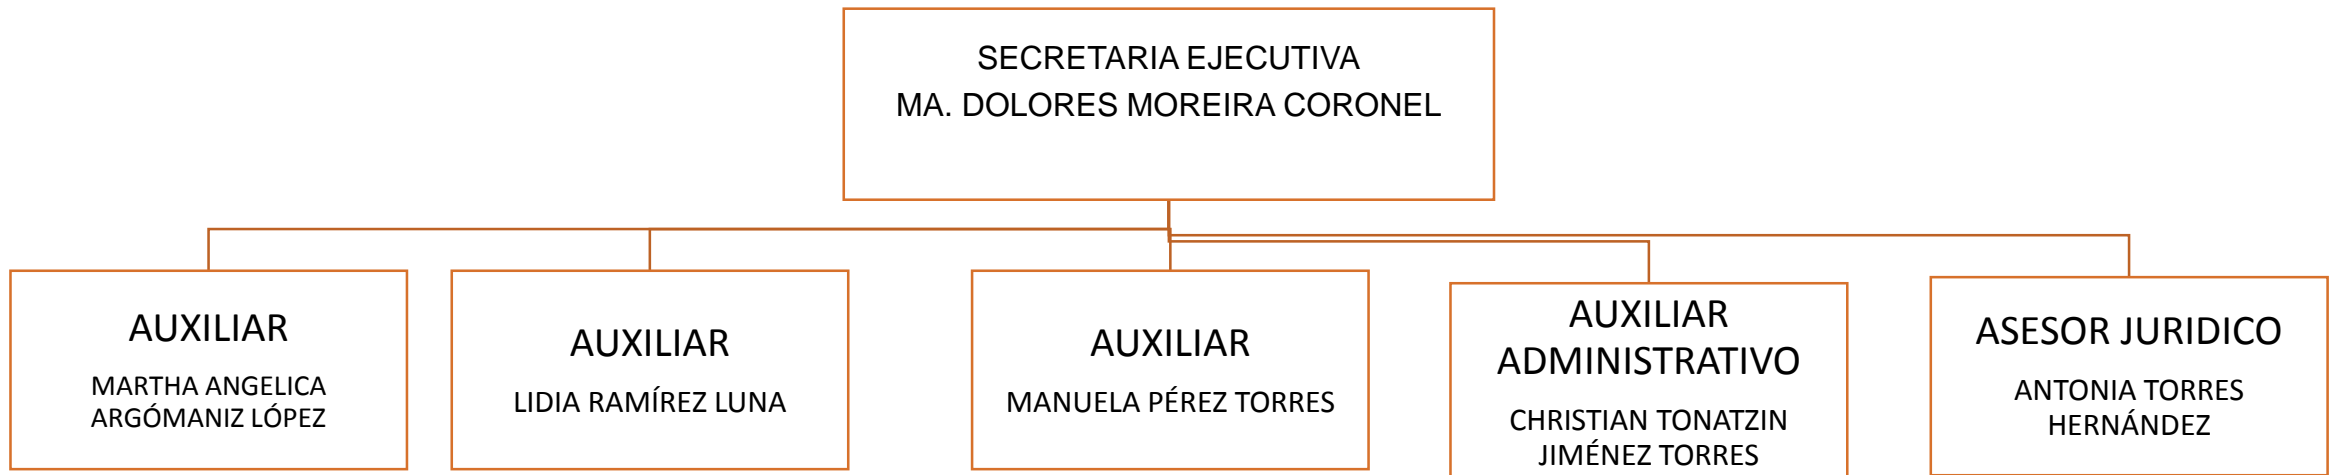 SECRETARIA EJECUTIVA
MA. DOLORES MOREIRA CORONEL
AUXILIAR
MARTHA ANGELICA
ARGÓMANIZ LÓPEZ
AUXILIAR
LIDIA RAMÍREZ LUNA
AUXILIAR
MANUELA PÉREZ TORRES
AUXILIAR
ADMINISTRATIVO
CHRISTIAN TONATZIN
JIMÉNEZ TORRES
ASESOR JURIDICO
ANTONIA TORRES
HERNÁNDEZ